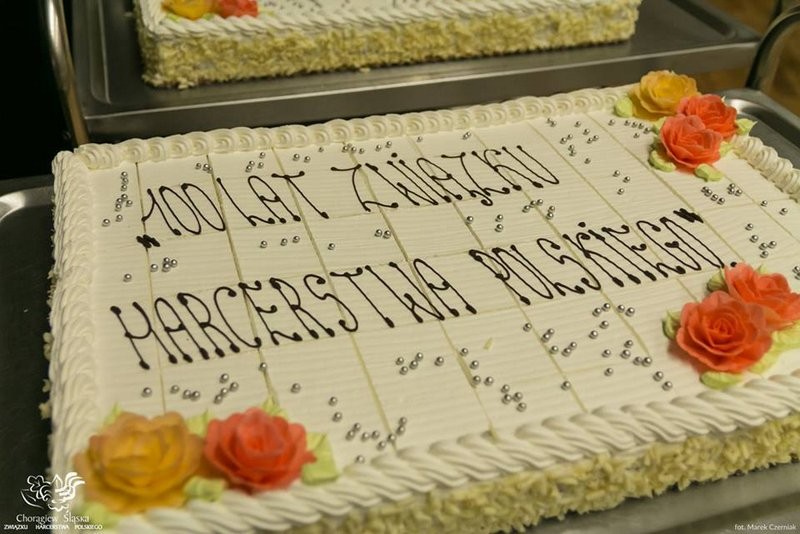 „100 LAT ZWIĄZKU
HARCERSTWA POLSKIEGO”.
Chorągiew Śląska
ZWIĄZKU HARCERSTWA POLSKIEGO
fot. Marek Czerniak